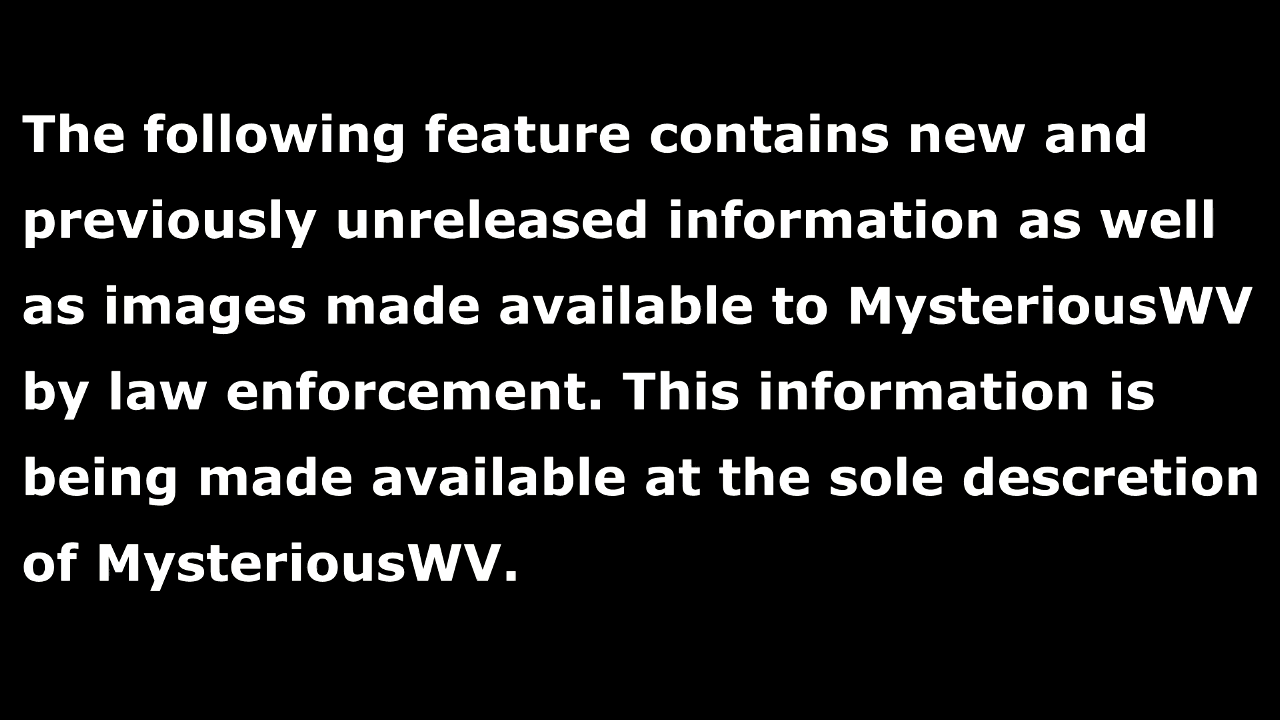 The following feature contains new and
previously unreleased information as well
as images made available to MysteriousWV
by law enforcement. This information is
being made available at the sole descretion
of MysteriousWV.